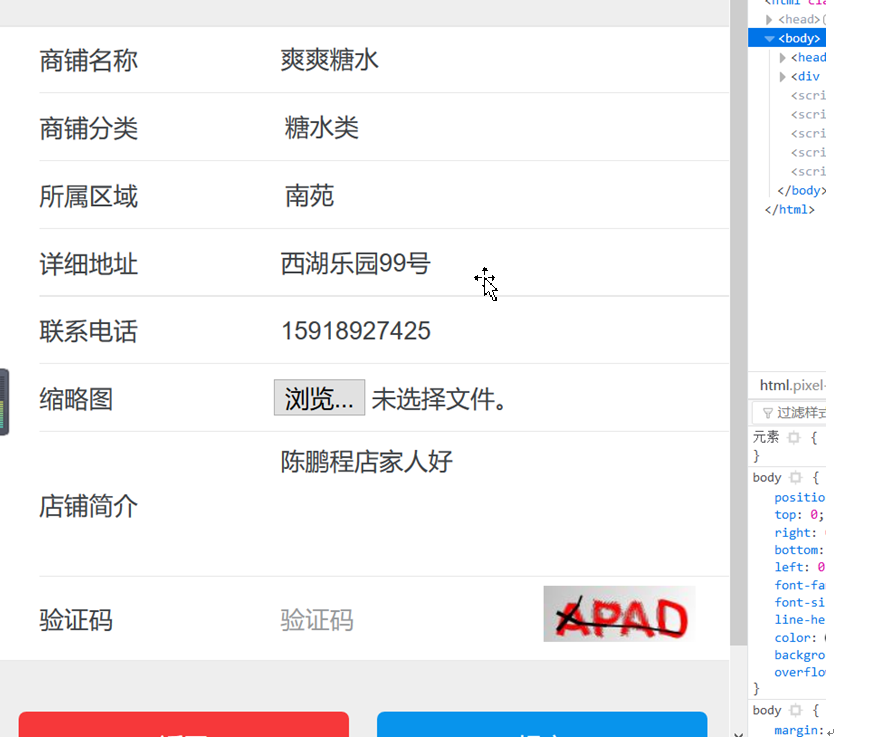 商铺名称 爽爽糖水
商铺分类 糖水类
所属区域 南苑
详细地址 西湖乐园99号
联系电话 15918927425
缩略图 浏览... 未选择文件。
陈鹏程店家人好
店铺简介
验证码 验证码 APAD
<head>
<body>
<head
<div
<scri
<scri
<scri
<scri
<scri
</body>
</html>
html.pixel-
过滤样式
元素 {
}
body {
positio
top: 0;
right:
bottom:
left: 0
font-fa
font-si
line-he
color:
backgro
overflo
}
body {
margin: